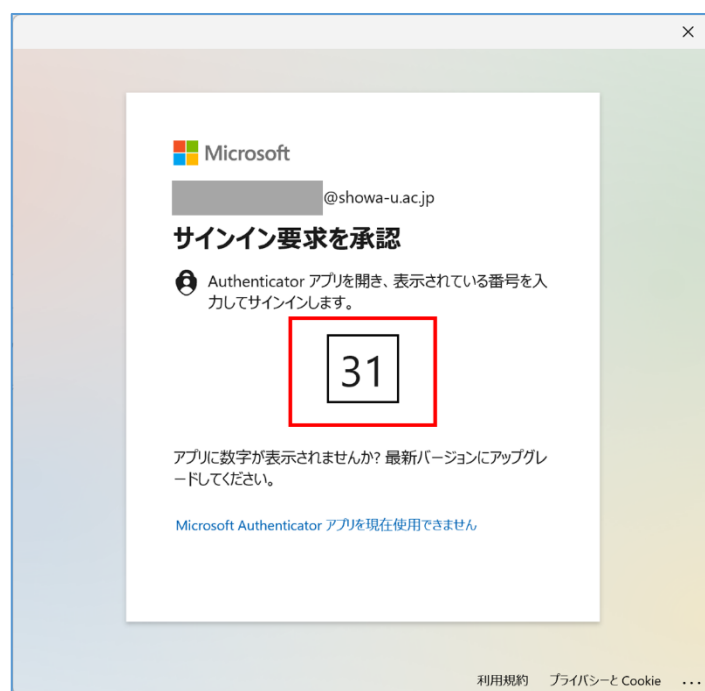 Microsoft
@showa-u.ac.jp
サインイン要求を承認
Authenticator アプリを開き、表示されている番号を入
力してサインインします。
31
アプリに数字が表示されませんか? 最新バージョンにアップグレ
ードしてください。
Microsoft Authenticator アプリを現在使用できません
利用規約 プライバシーと Cookie ...